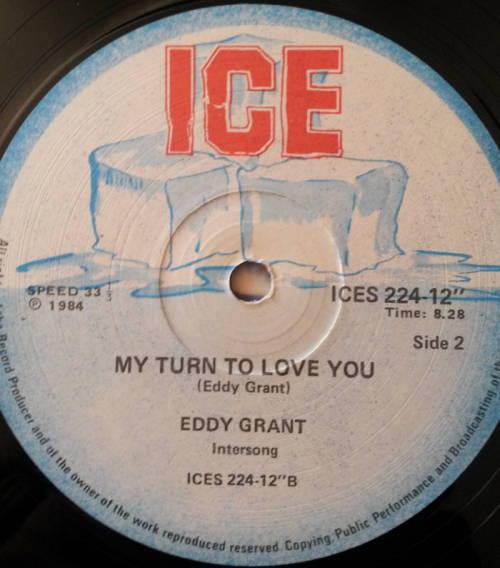 ICE
SPEED 33 1/3
℗ 1984
ICES 224-12"
Time: 8.28
Side 2
MY TURN TO LOVE YOU
(Eddy Grant)
EDDY GRANT
Intersong
ICES 224-12"B
Record Producer and of the owner of the work reproduced reserved. Copying, Public Performance and Broadcasting of